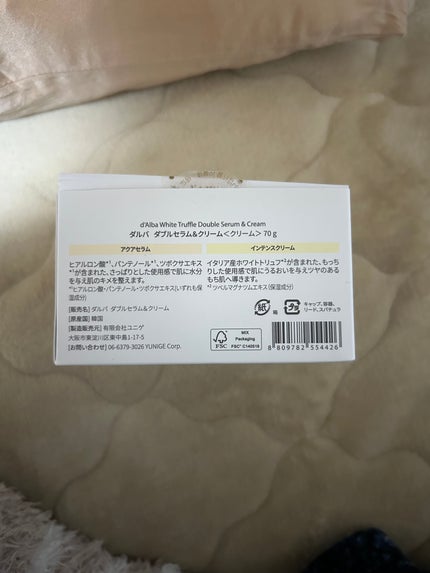 d'Alba White Truffle Double Serum & Cream
ダルバ ダブルセラム&クリーム<クリーム> 70 g
アクアセラム
ヒアルロン酸*¹、パンテノール*¹、ツボクサエキス
*¹が含まれた、さっぱりとした使用感で肌に水分
を与え肌のキメを整えます。
*¹ヒアルロン酸・パンテノール・ツボクサエキス(いずれも保
湿成分)
インテンスクリーム
イタリア産ホワイトトリュフ*²が含まれた、もっち
りした使用感で肌にうるおいを与えツヤのある
もち肌へ導きます。
*²ツベルマグナツムエキス(保湿成分)
[販売名] ダルバ ダブルセラム&クリーム
[原産国] 韓国
[製造販売元] 有限会社ユニゲ
大阪市東淀川区東中島1-17-5
[お問い合わせ] 06-6379-3026 YUNIGE Corp.
紙
箱
プラ
キャップ、容器、
リード、スパチュラ
FSC
MIX
Packaging
FSC® C140519
8 809782 554426